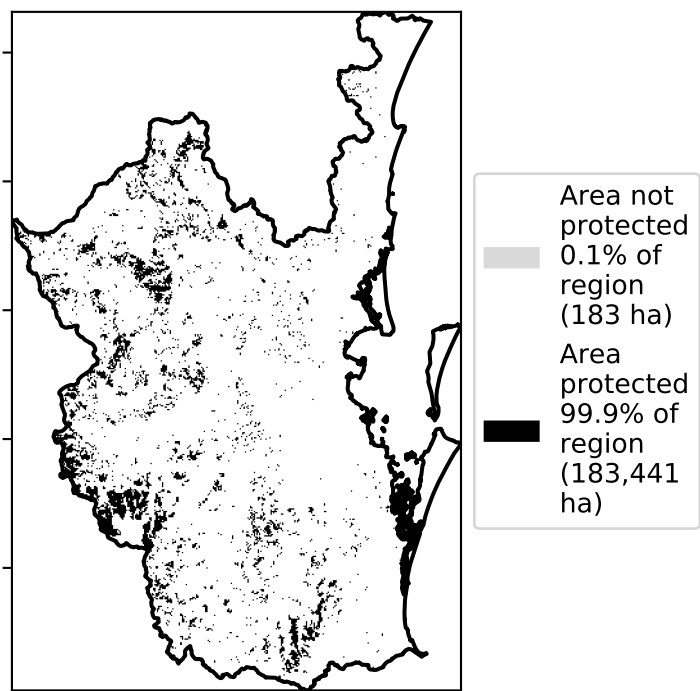 Area not
protected
0.1% of
region
(183 ha)
Area
protected
99.9% of
region
(183,441
ha)